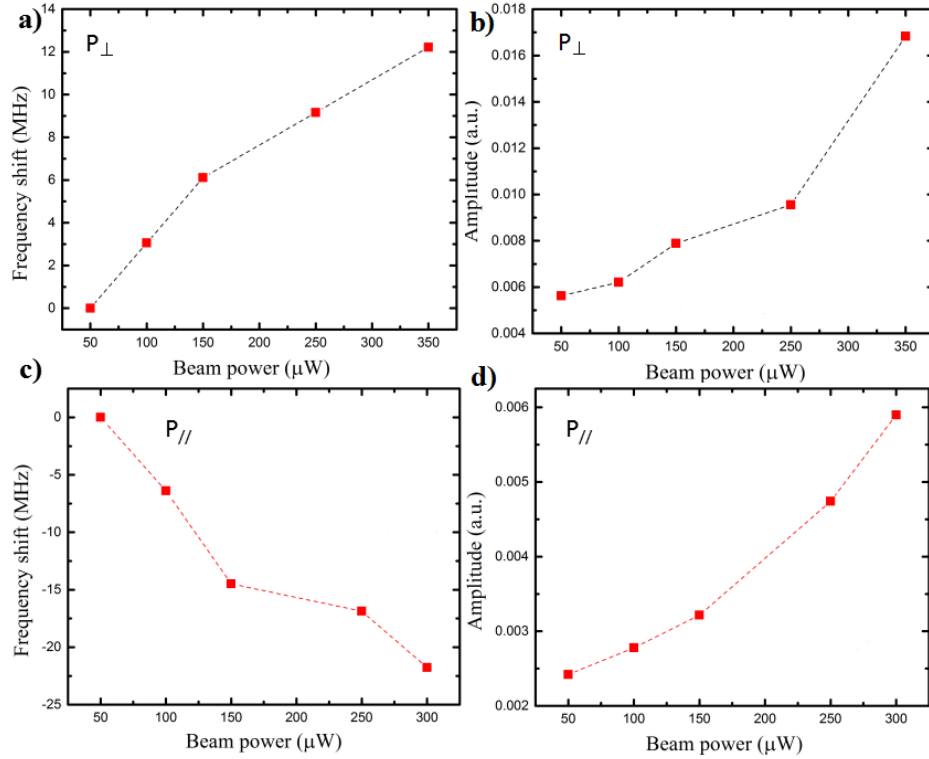 a)
P⊥
Frequency shift (MHz)
14
12
10
8
6
4
2
0
50 100 150 200 250 300 350
Beam power (μW)
b)
P⊥
Amplitude (a.u.)
0.018
0.016
0.014
0.012
0.010
0.008
0.006
0.004
50 100 150 200 250 300 350
Beam power (μW)
c)
P//
Frequency shift (MHz)
0
-5
-10
-15
-20
-25
50 100 150 200 250 300
Beam power (μW)
d)
P//
Amplitude (a.u.)
0.006
0.005
0.004
0.003
0.002
50 100 150 200 250 300
Beam power (μW)